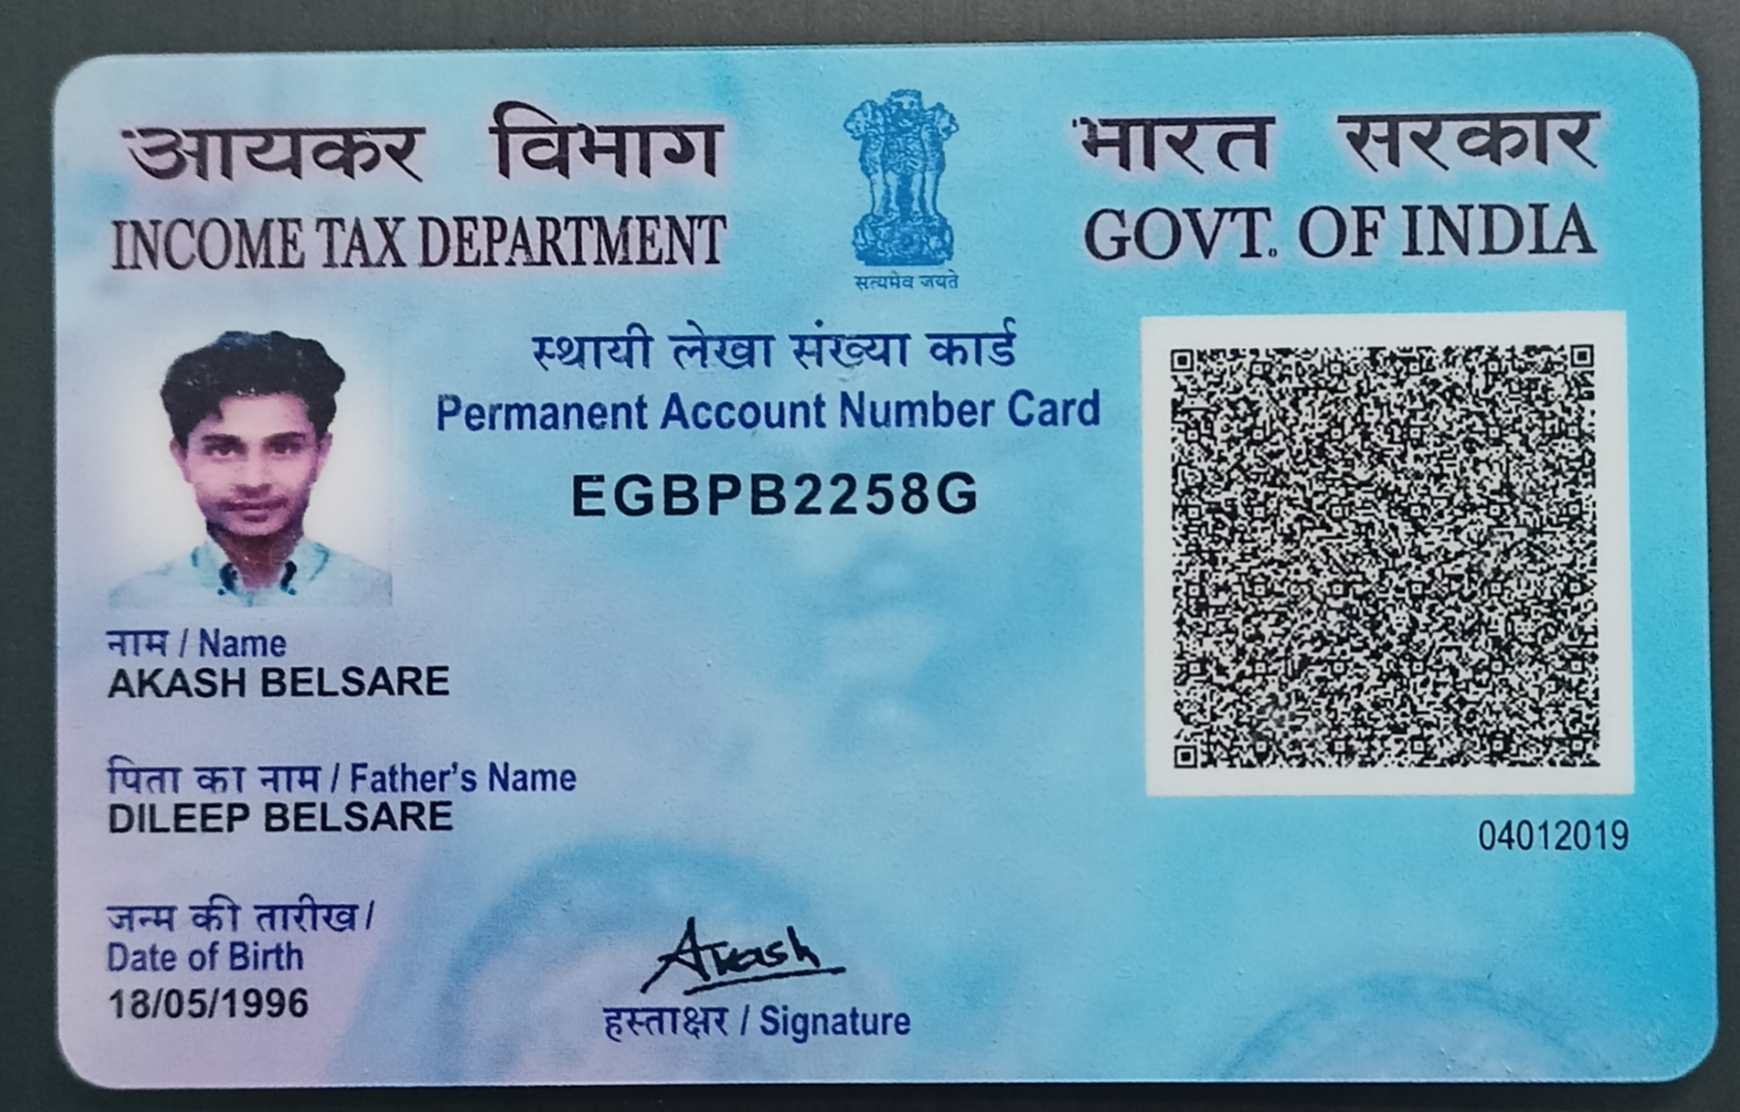 आयकर विभाग
INCOME TAX DEPARTMENT
सत्यमेव जयते
भारत सरकार
GOVT. OF INDIA
स्थायी लेखा संख्या कार्ड
Permanent Account Number Card
EGBPB2258G
नाम / Name
AKASH BELSARE
पिता का नाम / Father's Name
DILEEP BELSARE
04012019
जन्म की तारीख /
Date of Birth
18/05/1996
Akash
हस्ताक्षर / Signature